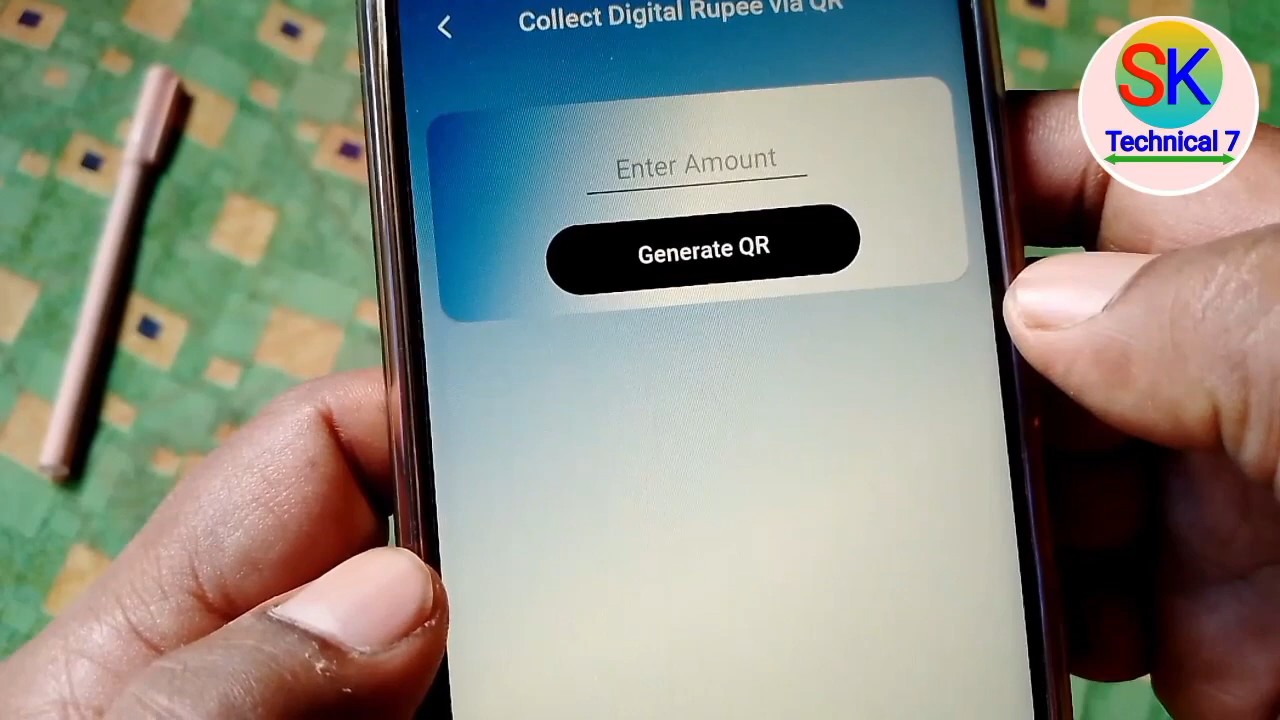 Collect Digital Rupee via QR
Enter Amount
Generate QR
SK
Technical 7